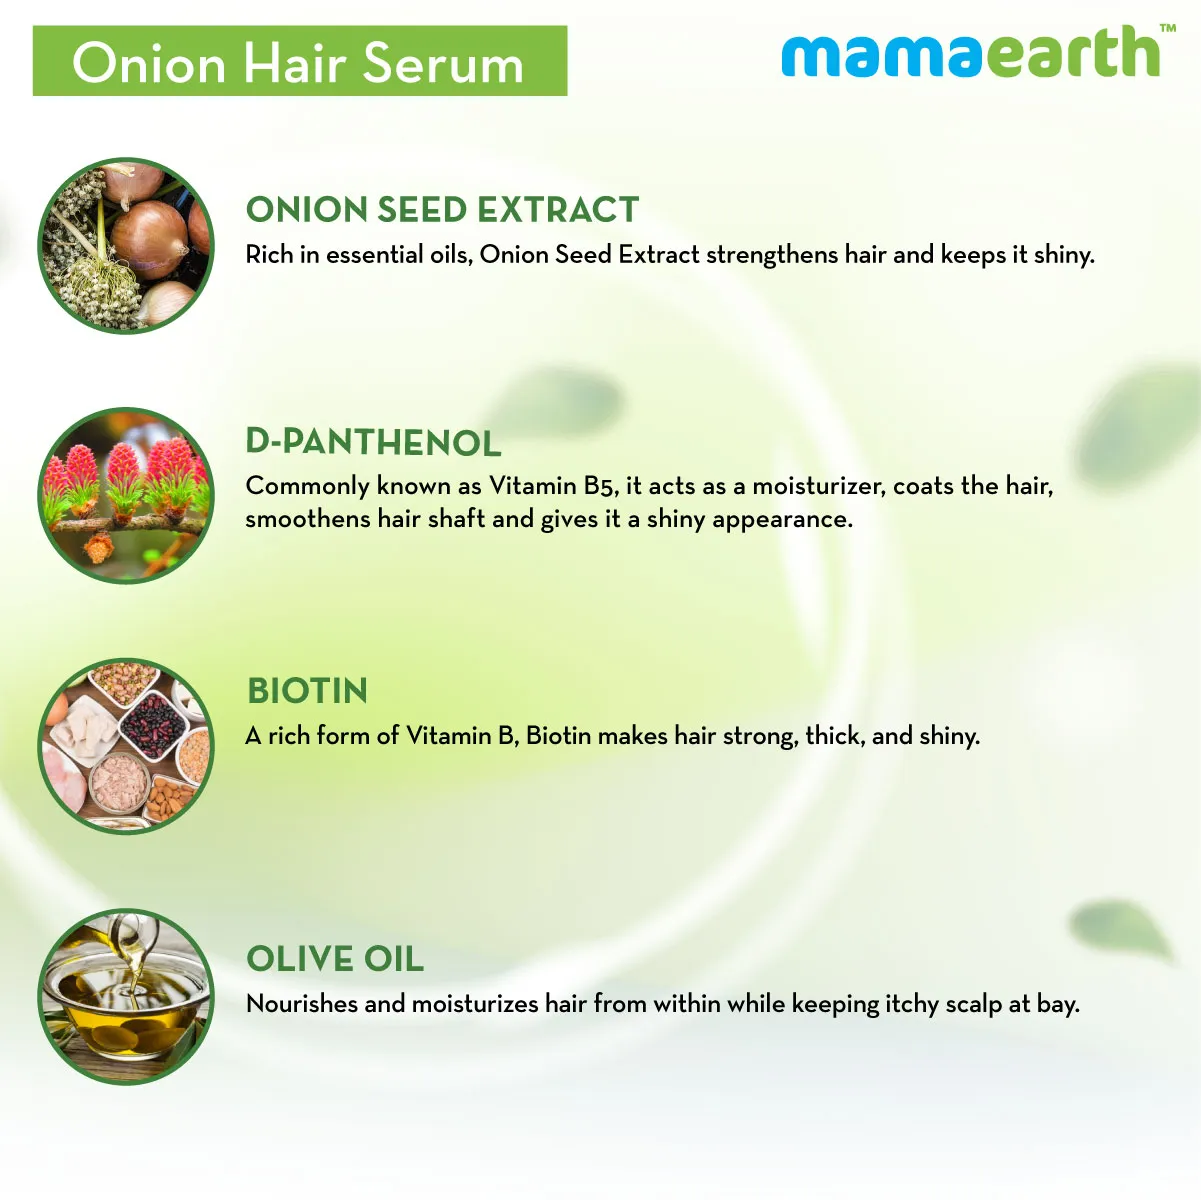 Onion Hair Serum
mamaearth™
ONION SEED EXTRACT
Rich in essential oils, Onion Seed Extract strengthens hair and keeps it shiny.
D-PANTHENOL
Commonly known as Vitamin B5, it acts as a moisturizer, coats the hair,
smoothens hair shaft and gives it a shiny appearance.
BIOTIN
A rich form of Vitamin B, Biotin makes hair strong, thick, and shiny.
OLIVE OIL
Nourishes and moisturizes hair from within while keeping itchy scalp at bay.